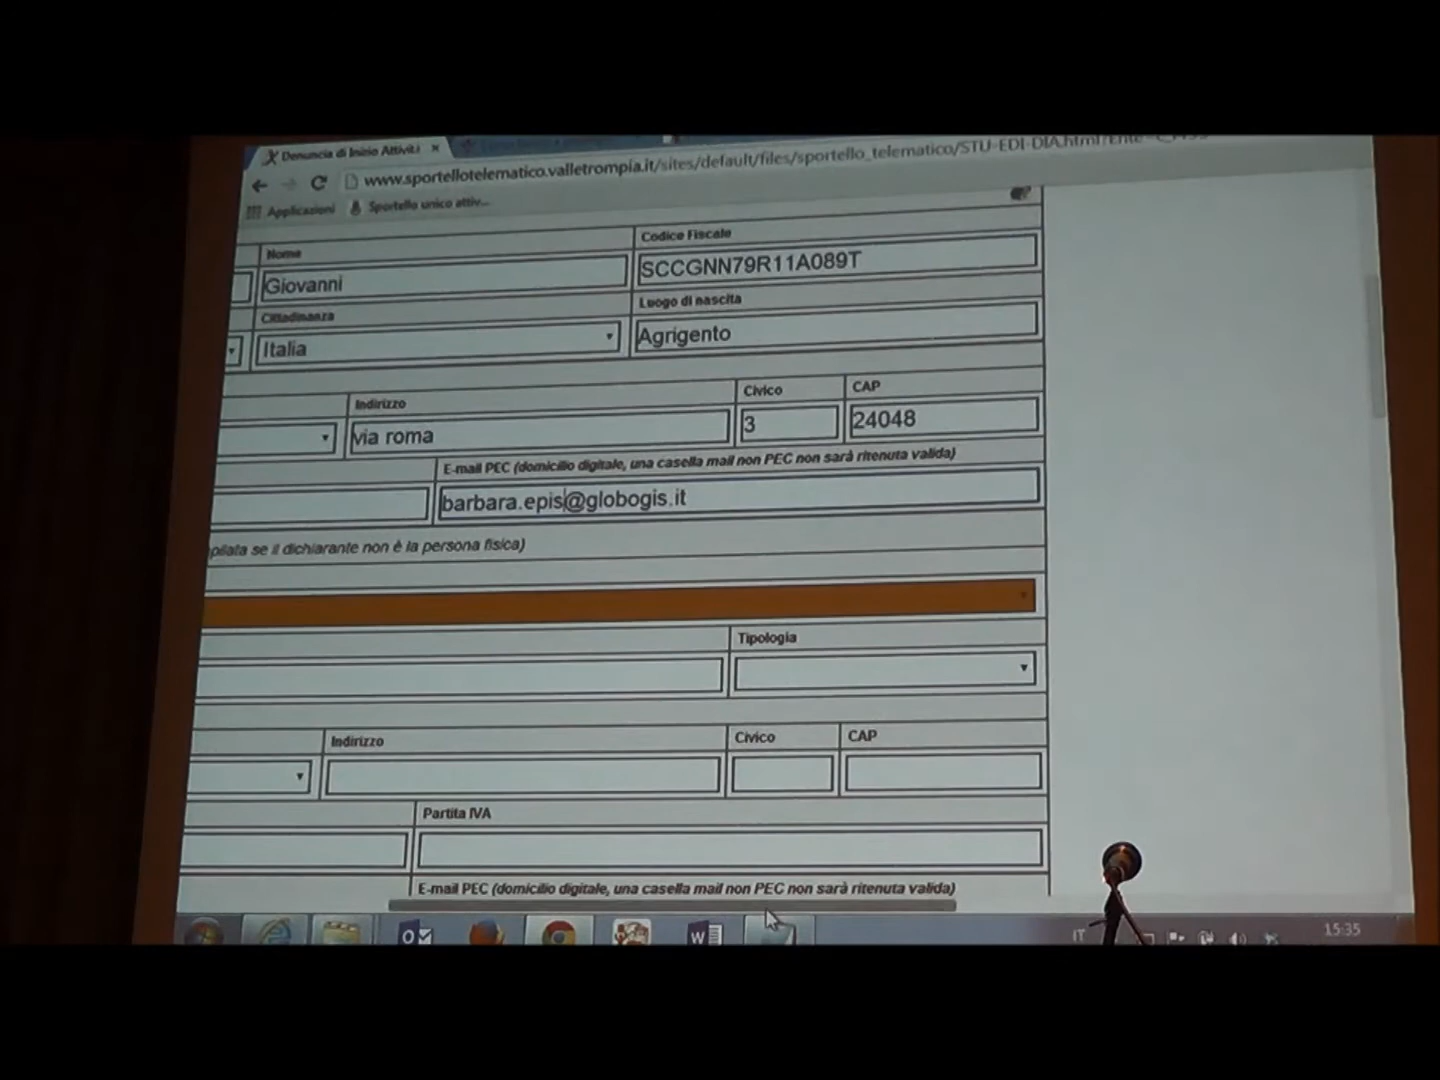 Denuncia di Inizio Attivit
www.sportellotelematico.valletrompia.it/sites/default/files/sportello_telematico/STU-EDI-DIA.html?Ente=
Applicazioni Sportello unico attiv...
Nome Codice Fiscale
Giovanni SCCGNN79R11A089T
Cittadinanza Luogo di nascita
Italia Agrigento
Indirizzo Civico CAP
via roma 3 24048
E-mail PEC (domicilio digitale, una casella mail non PEC non sarà ritenuta valida)
barbara.epis@globogis.it
pilata se il dichiarante non è la persona fisica)
Tipologia
Indirizzo Civico CAP
Partita IVA
E-mail PEC (domicilio digitale, una casella mail non PEC non sarà ritenuta valida)
IT 15:35